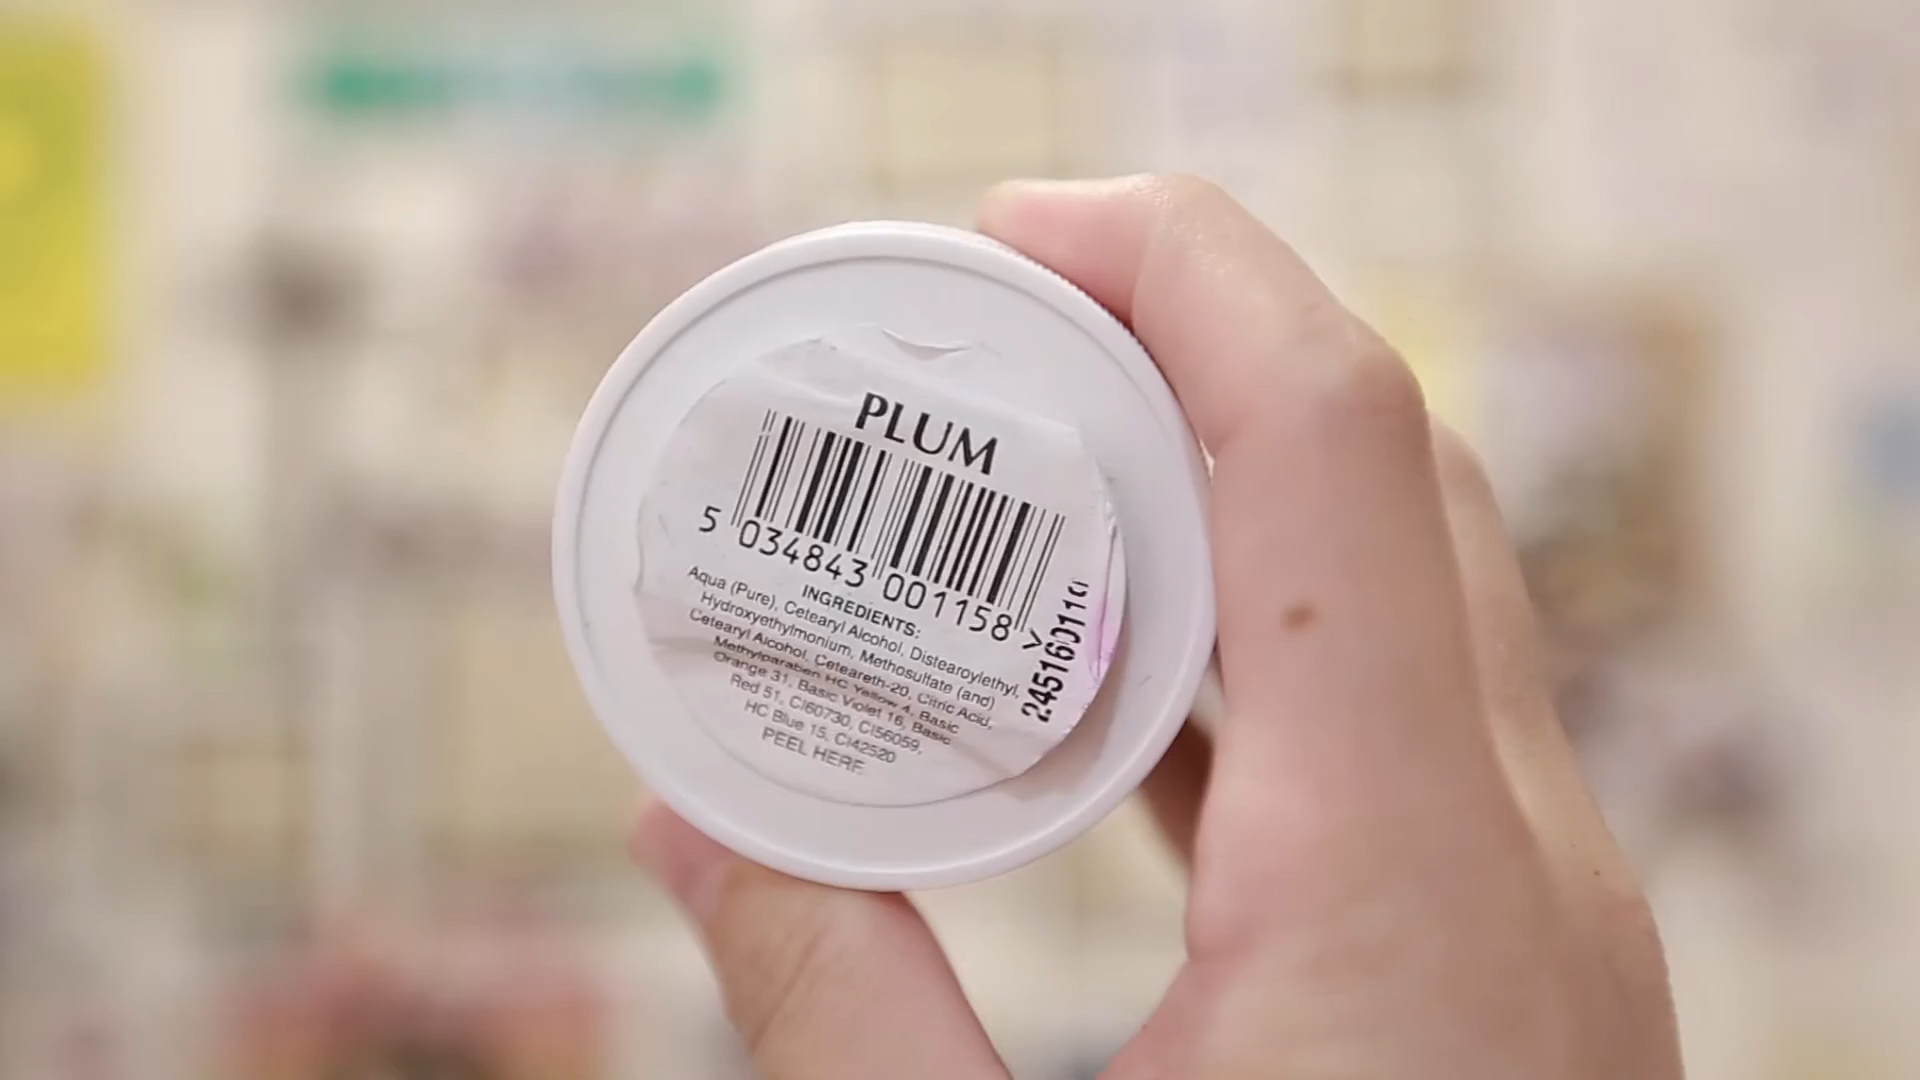 PLUM
5 034843 001158 >
INGREDIENTS:
Aqua (Pure), Cetearyl Alcohol, Distearoylethyl,
Hydroxyethylmonium, Methosulfate (and)
Cetearyl Alcohol, Ceteareth-20, Citric Acid,
Methylparaben HC Yellow 4, Basic
Orange 31, Basic Violet 16, Basic
Red 51, CI60730, CI56059,
HC Blue 15, CI42520
PEEL HERE